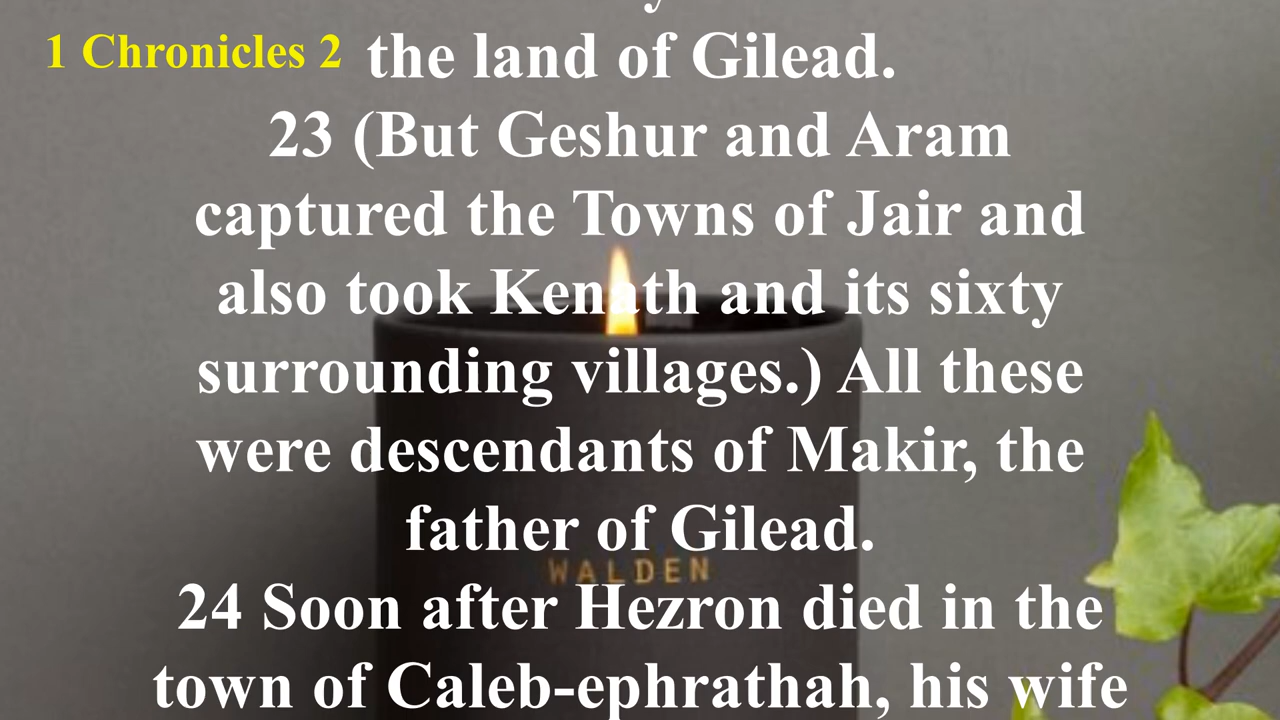 1 Chronicles 2
the land of Gilead.
23 (But Geshur and Aram
captured the Towns of Jair and
also took Kenath and its sixty
surrounding villages.) All these
were descendants of Makir, the
father of Gilead.
WALDEN
24 Soon after Hezron died in the
town of Caleb-ephrathah, his wife